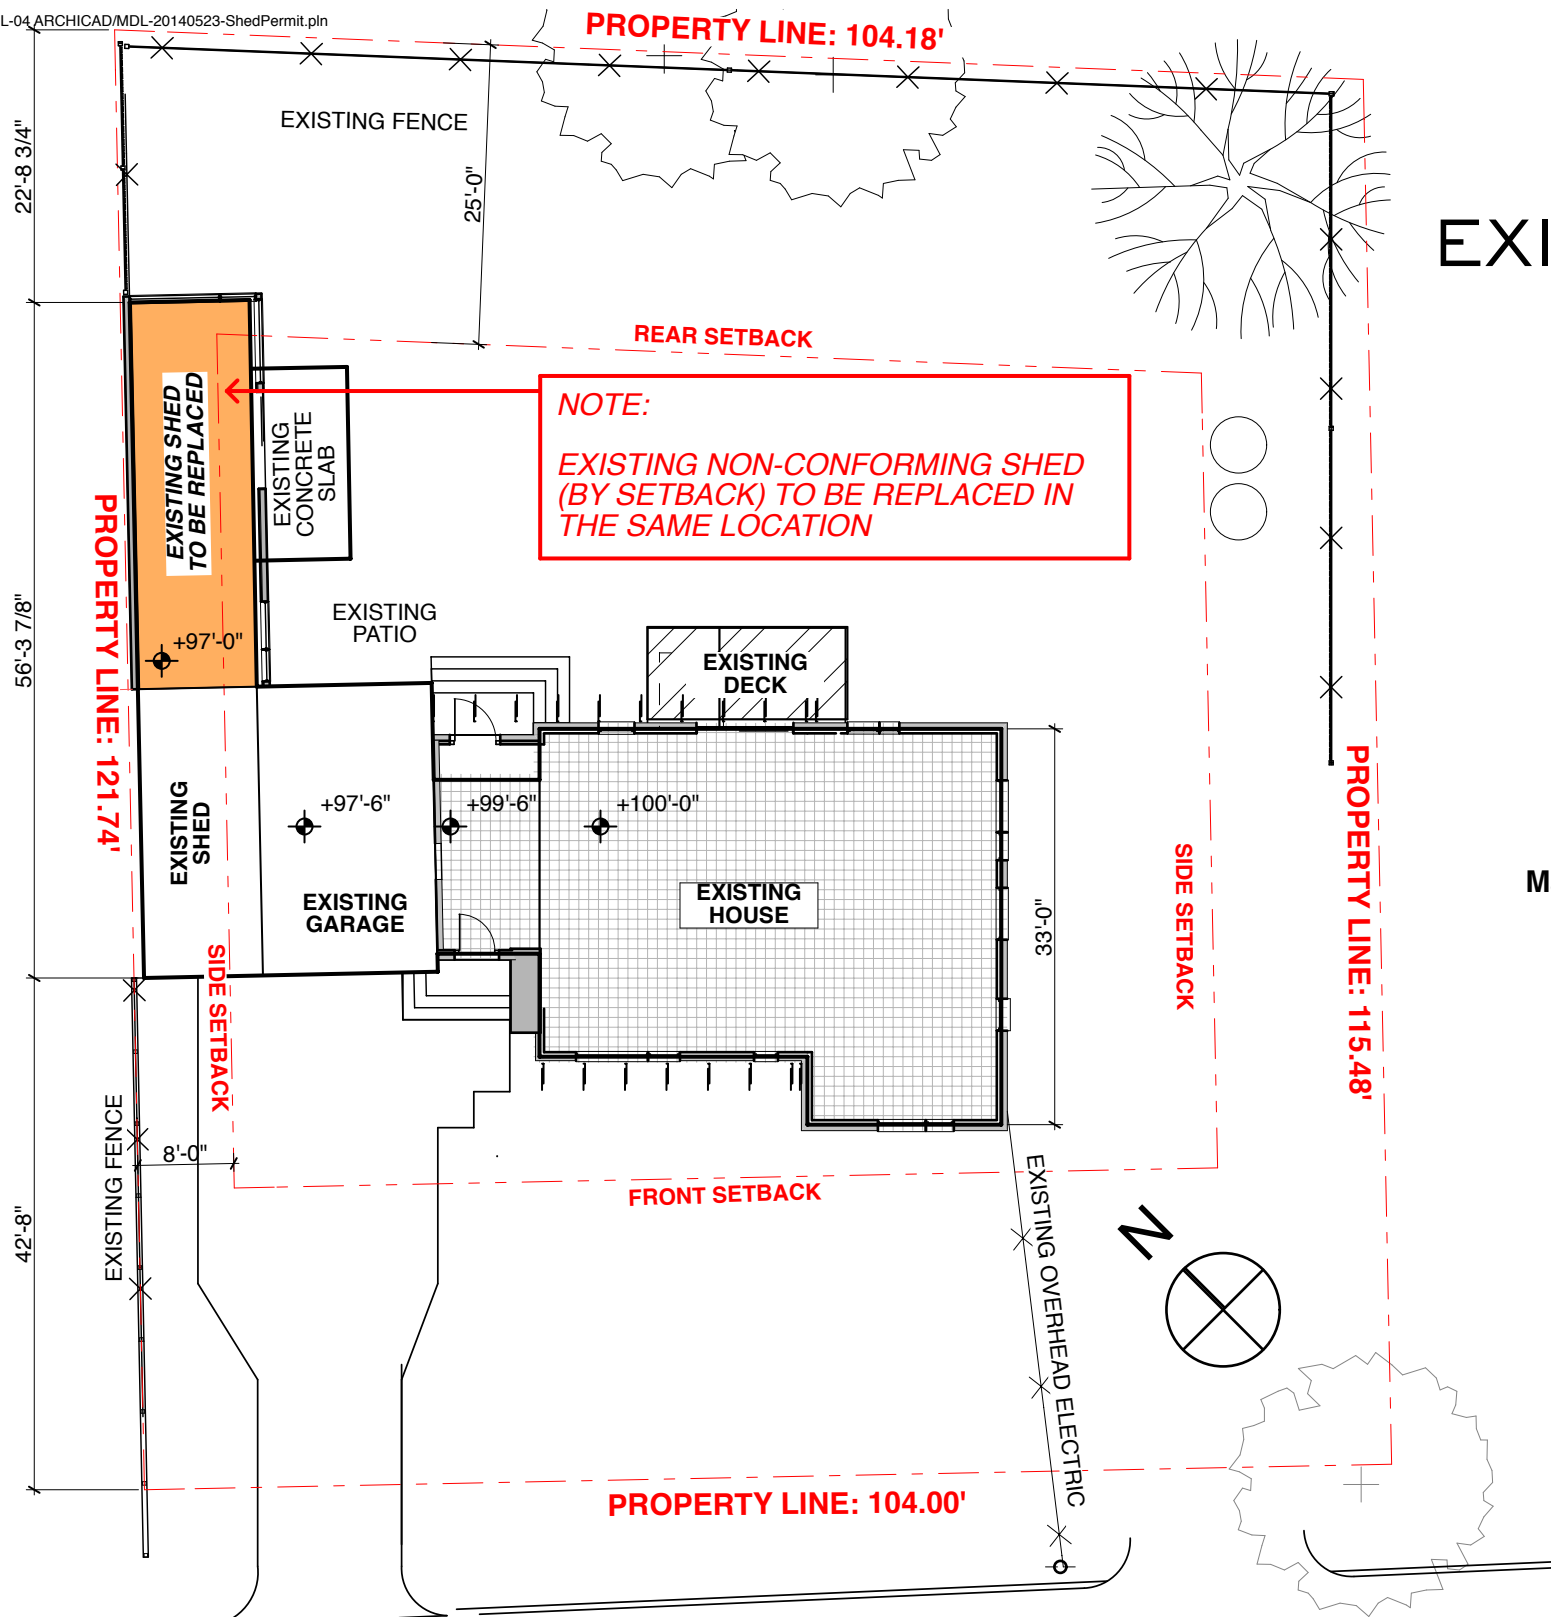 L-04 ARCHICAD/MDL-20140523-ShedPermit.pln
PROPERTY LINE: 104.18'
EXISTING FENCE
22'-8 3/4"
25'-0"
EXI
REAR SETBACK
EXISTING SHED
TO BE REPLACED
EXISTING
CONCRETE
SLAB
NOTE:
EXISTING NON-CONFORMING SHED
(BY SETBACK) TO BE REPLACED IN
THE SAME LOCATION
PROPERTY LINE: 121.74'
56'-3 7/8"
+97'-0"
EXISTING
PATIO
EXISTING
DECK
EXISTING
SHED
+97'-6"
+99'-6"
+100'-0"
EXISTING
GARAGE
EXISTING
HOUSE
33'-0"
SIDE SETBACK
PROPERTY LINE: 115.48'
M
SIDE SETBACK
EXISTING FENCE
8'-0"
42'-8"
FRONT SETBACK
EXISTING OVERHEAD ELECTRIC
N
PROPERTY LINE: 104.00'